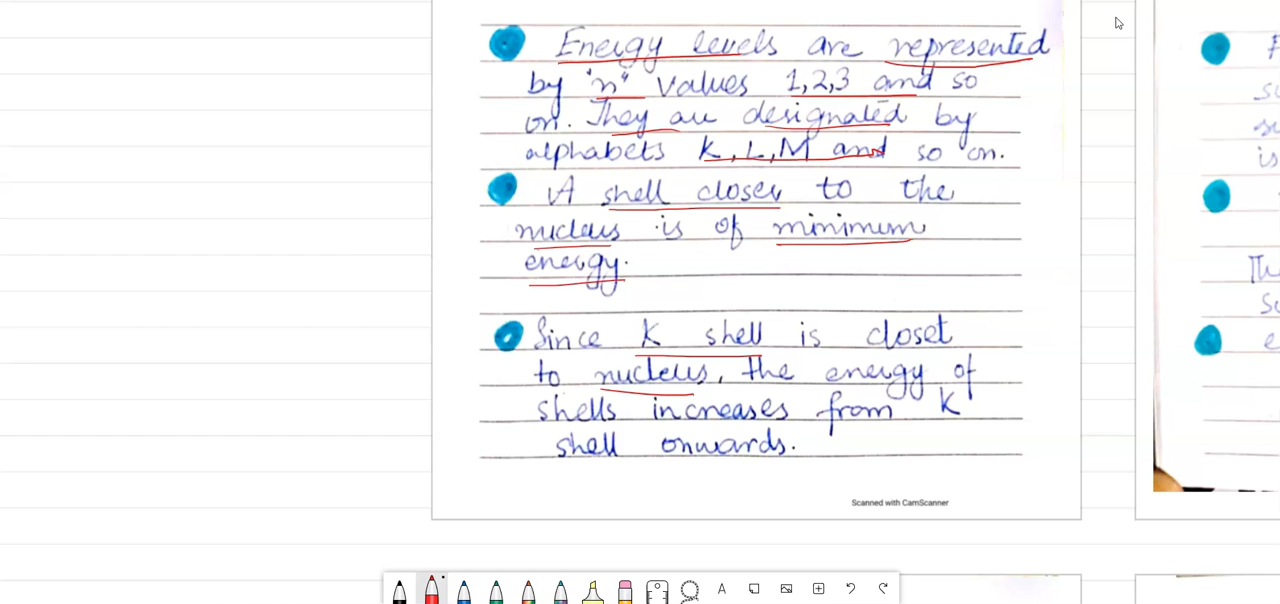 Energy levels are represented
by "n" values 1,2,3 and so
on. They are designated by
alphabets K, L, M and so on.
A shell closer to the
nucleus is of minimum
energy.
Since K shell is closet
to nucleus, the energy of
shells increases from K
shell onwards.
Scanned with CamScanner
is
Th
e
A